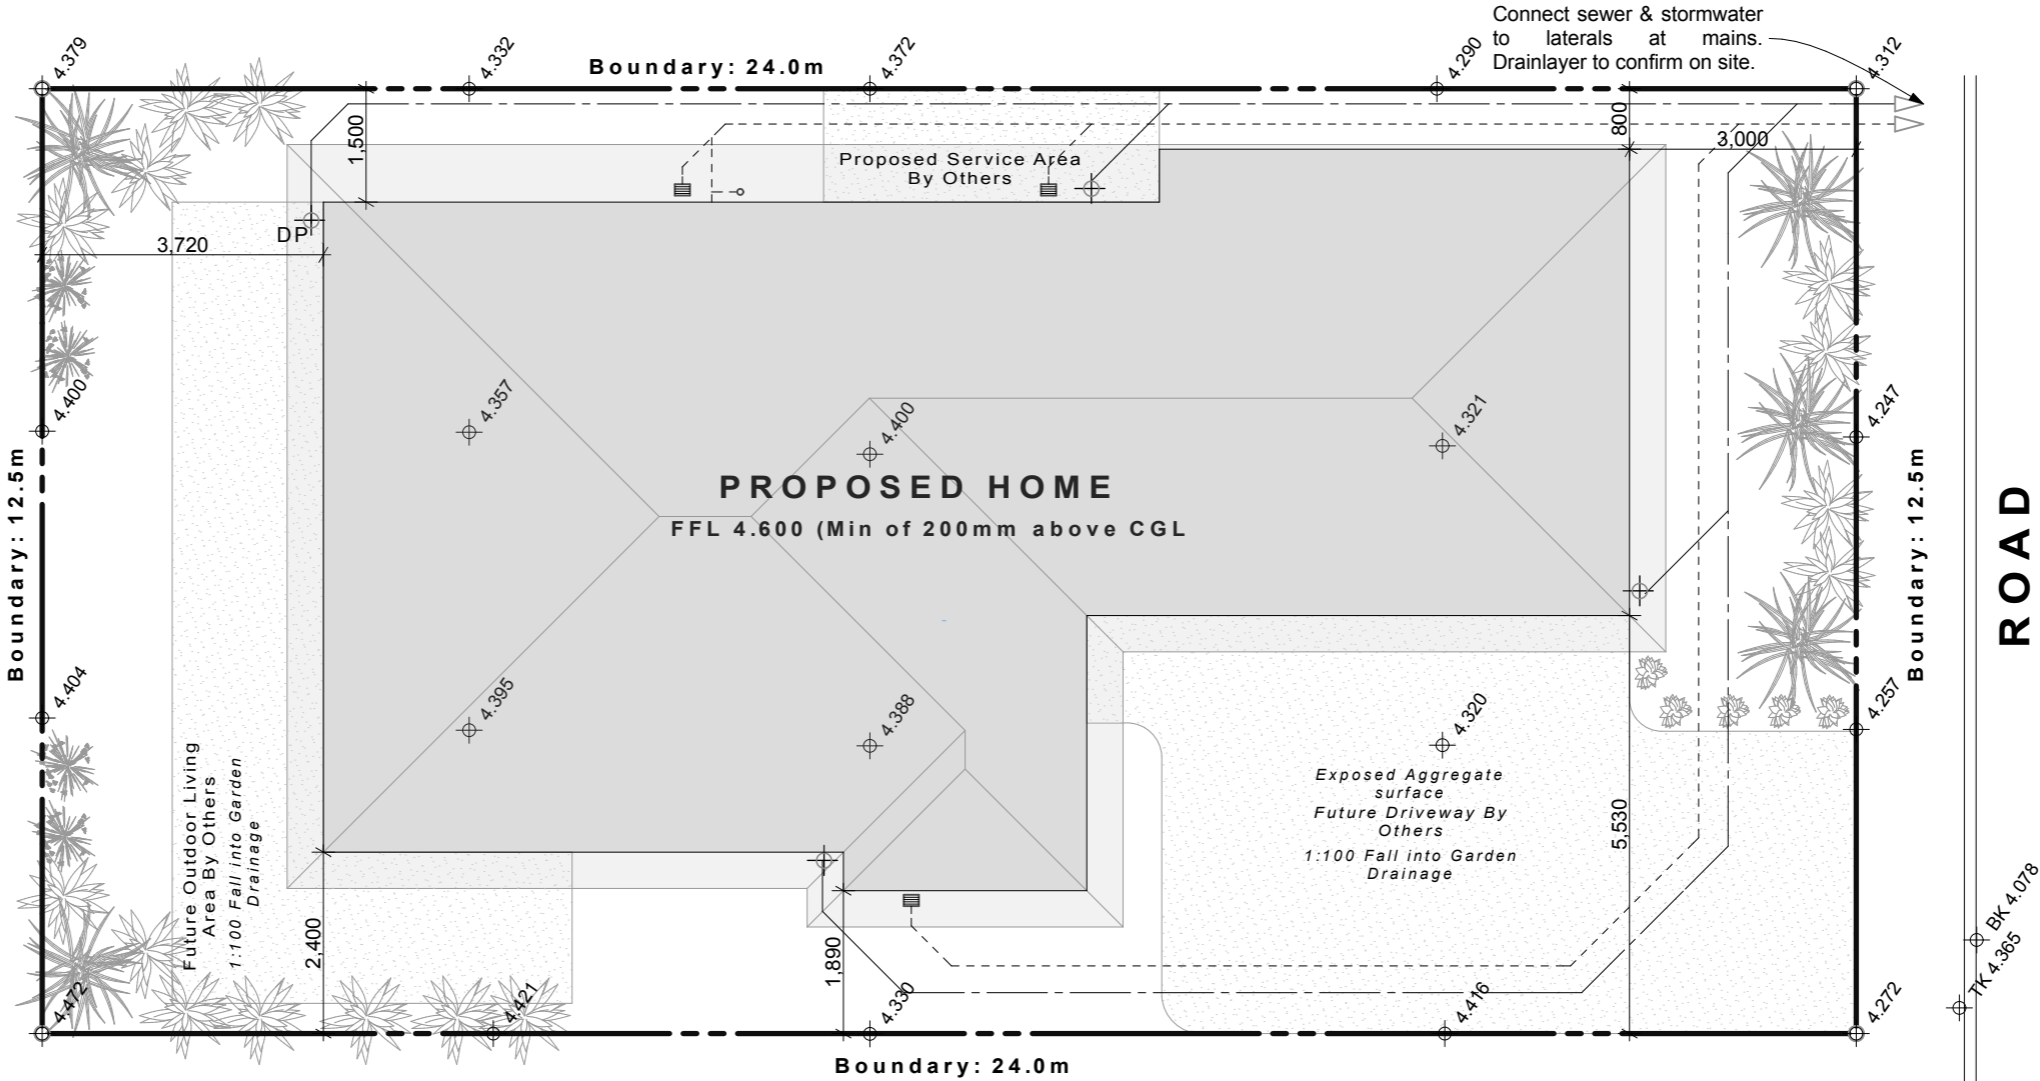 Connect sewer & stormwater
to laterals at mains.
Drainlayer to confirm on site.
4.379
4.332
Boundary: 24.0m
4.372
4.290
4.312
1,500
800
3,000
Proposed Service Area
By Others
DP
3,720
4.400
4.357
4.400
4.321
4.247
PROPOSED HOME
FFL 4.600 (Min of 200mm above CGL
Boundary: 12.5m
Boundary: 12.5m
ROAD
4.404
4.395
4.388
4.320
4.257
Future Outdoor Living
Area By Others
1:100 Fall into Garden
Drainage
Exposed Aggregate
surface
Future Driveway By
Others
1:100 Fall into Garden
Drainage
5,530
2,400
1,890
BK 4.078
TK 4.365
4.472
4.421
4.330
4.416
4.272
Boundary: 24.0m